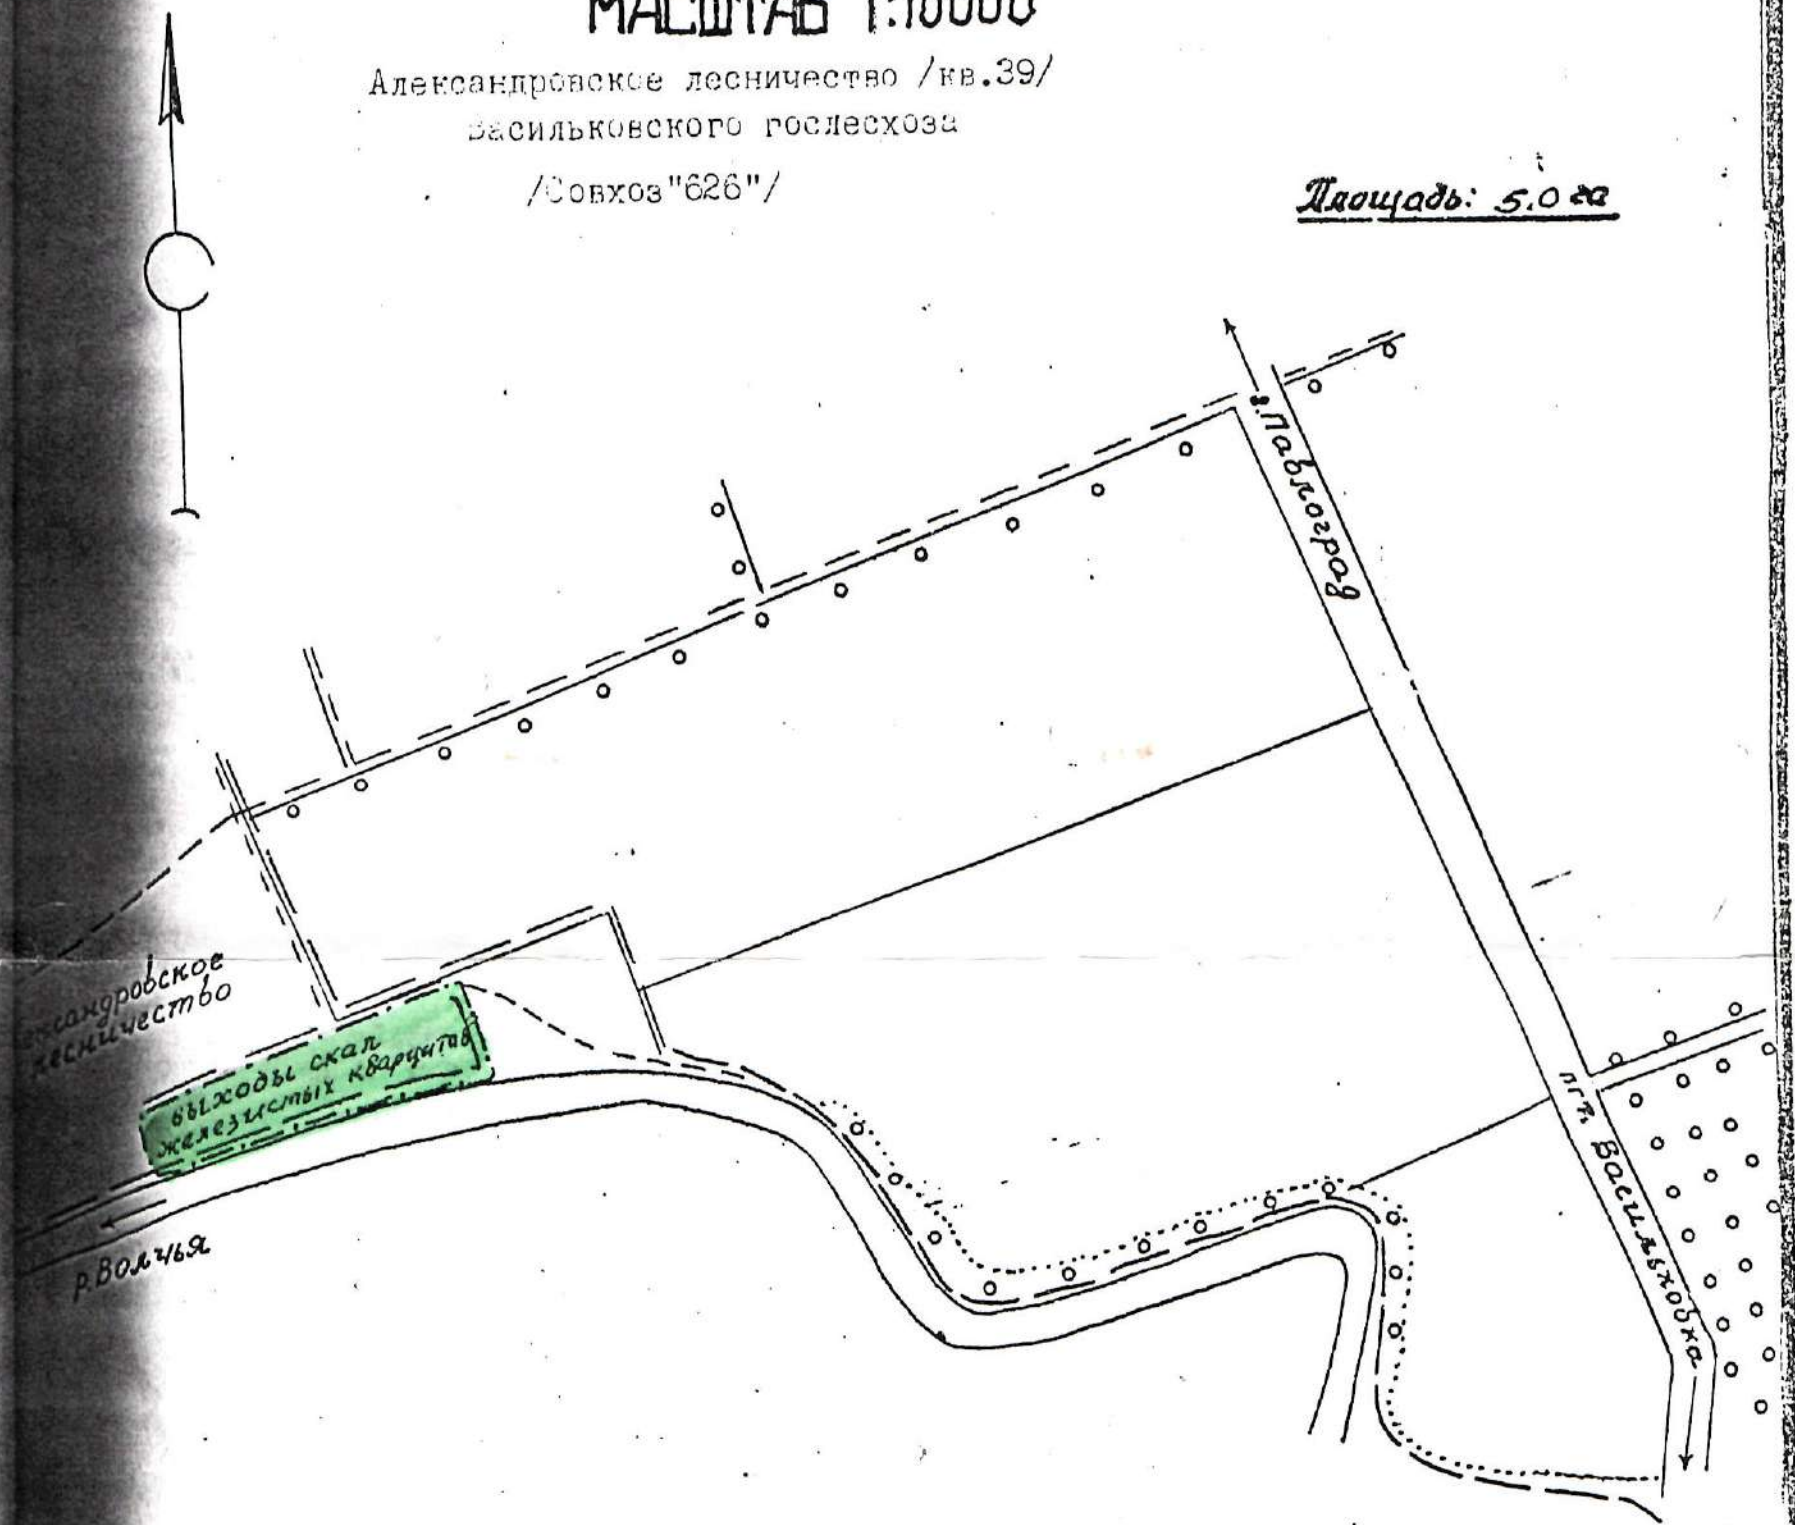 МАСШТАБ 1:10000
Александровское лесничество /кв.39/
Васильковского гослесхоза
/Совхоз"626"/
Площадь: 5.0 га
г. Павлоград
ександровское
лесничество
выходы скал
железистых кварцитов
р. Волчья
пгт. Васильковка